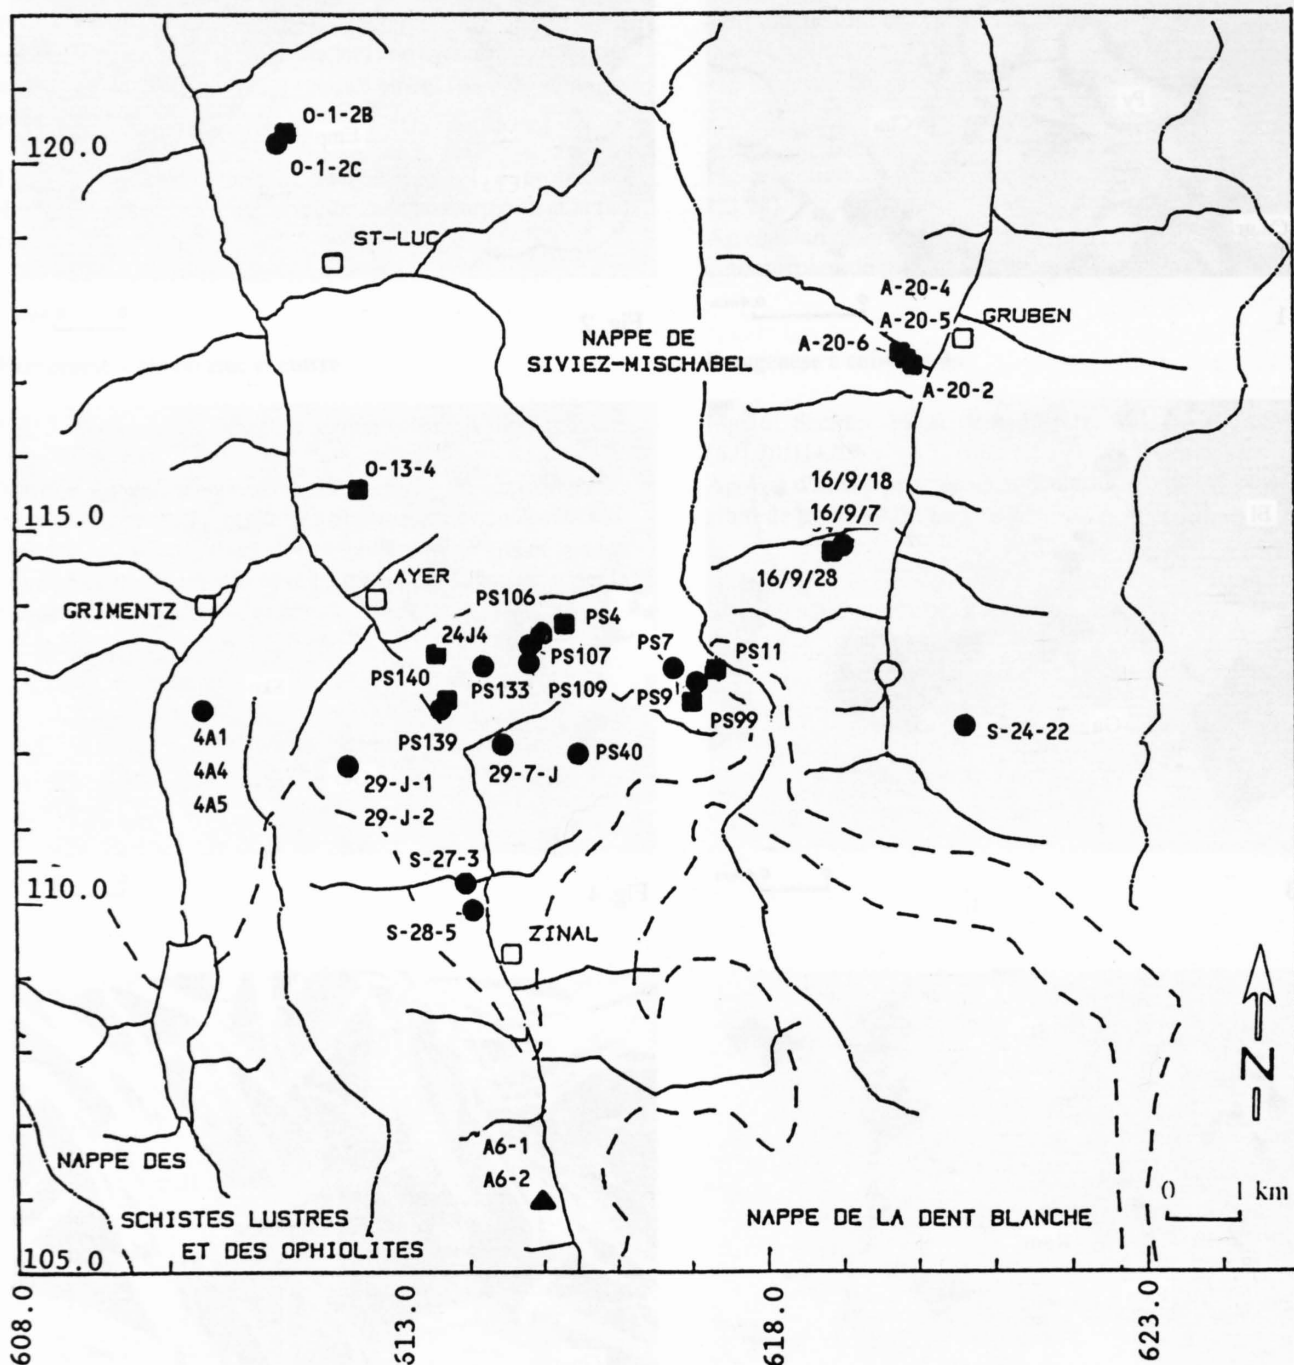 O-1-2B
120.0
O-1-2C
ST-LUC
A-20-4
NAPPE DE
SIVIEZ-MISCHABEL
A-20-5
GRUBEN
A-20-6
A-20-2
O-13-4
16/9/18
115.0
16/9/7
16/9/28
AYER
GRIMENTZ
PS106
PS4
24J4
PS107
PS7
PS11
PS140
PS133
PS109
PS9
PS99
4A1
PS139
S-24-22
4A4
29-J-1
29-7-J
PS40
4A5
29-J-2
S-27-3
110.0
S-28-5
ZINAL
N
A6-1
NAPPE DES
A6-2
0 1 km
SCHISTES LUSTRES
NAPPE DE LA DENT BLANCHE
ET DES OPHIOLITES
105.0
608.0
613.0
618.0
623.0